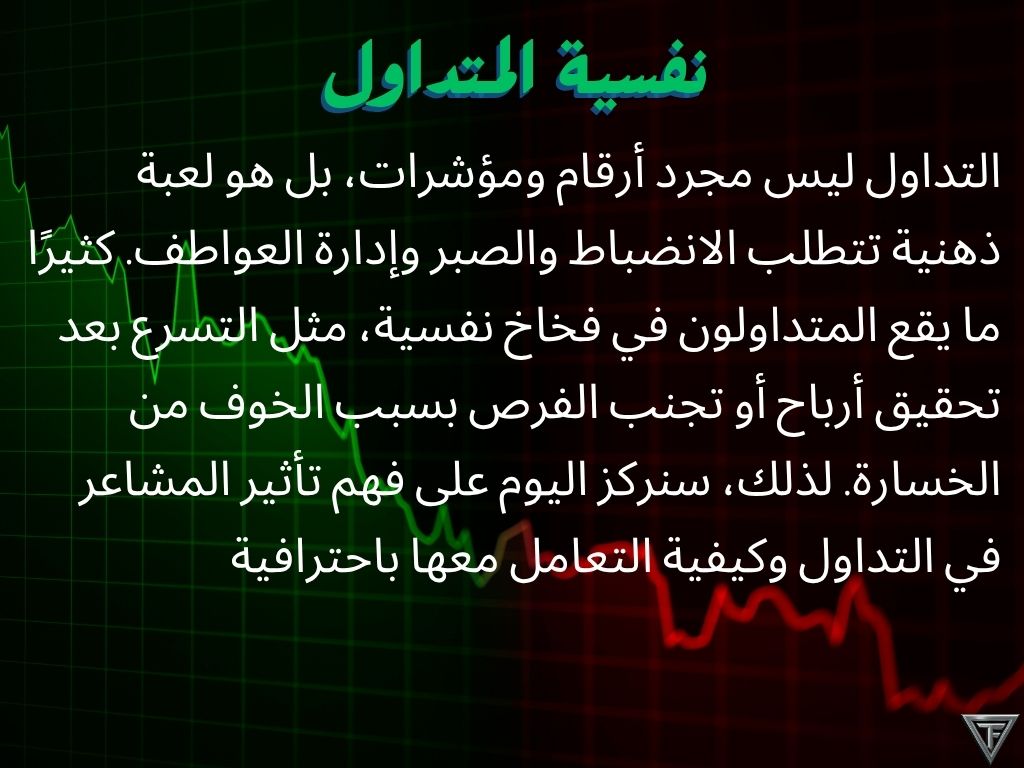 نفسية المتداول
التداول ليس مجرد أرقام ومؤشرات، بل هو لعبة
ذهنية تتطلب الانضباط والصبر وإدارة العواطف. كثيرًا
ما يقع المتداولون في فخاخ نفسية، مثل التسرع بعد
تحقيق أرباح أو تجنب الفرص بسبب الخوف من
الخسارة. لذلك، سنركز اليوم على فهم تأثير المشاعر
في التداول وكيفية التعامل معها باحترافية